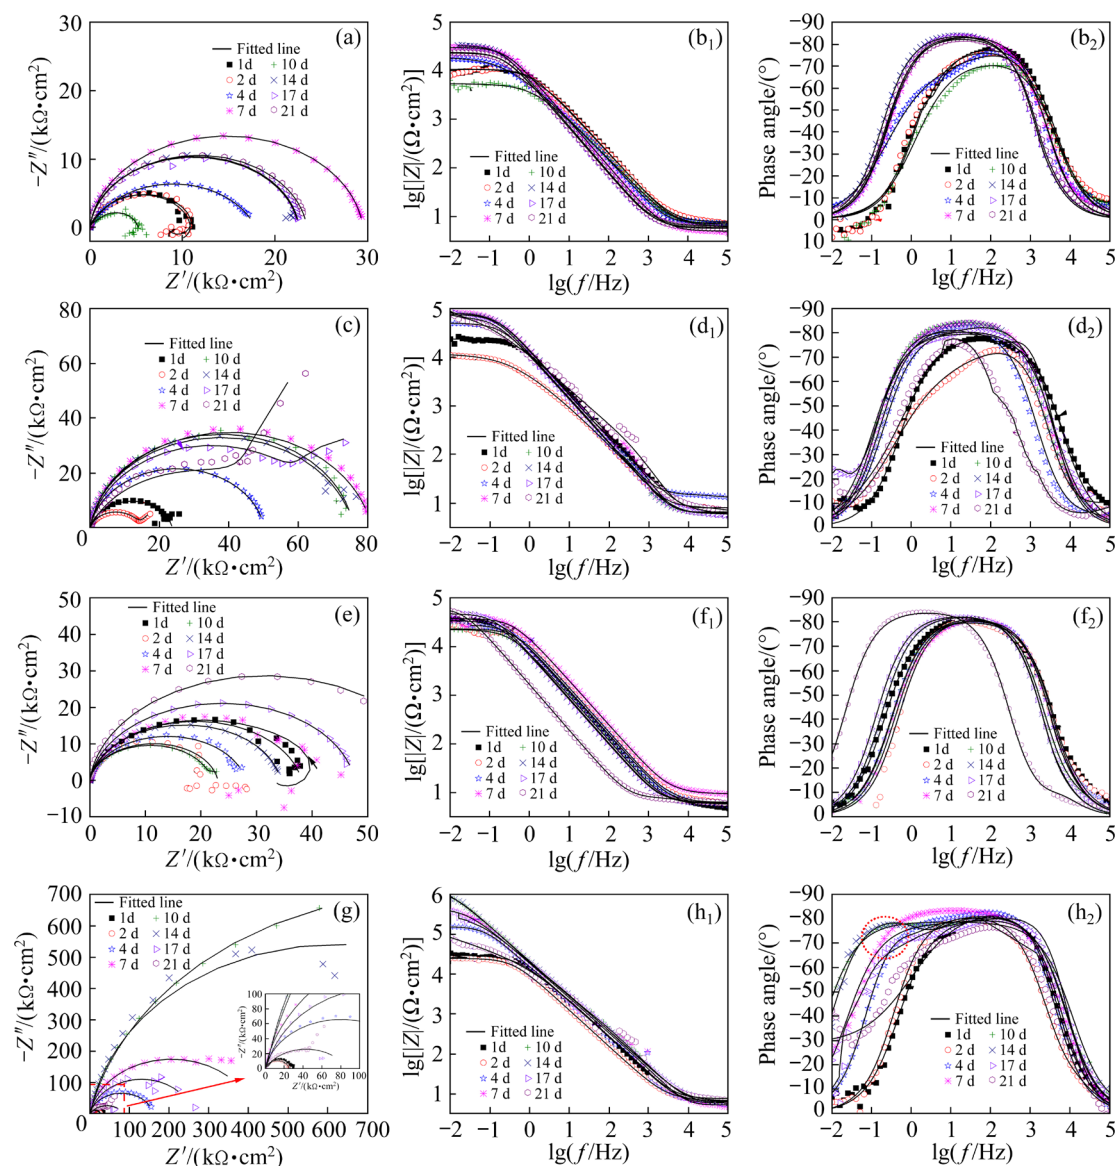 (a)
−Z″/(kΩ•cm²)
30
20
10
0
Fitted line
1d 10 d
2 d 14 d
4 d 17 d
7 d 21 d
0 10 20 30
Z′/(kΩ•cm²)
(b₁)
lg[|Z|/(Ω•cm²)]
5
4
3
2
1
Fitted line
1 d 10 d
2 d 14 d
4 d 17 d
7 d 21 d
−2 −1 0 1 2 3 4 5
lg(f/Hz)
(b₂)
Phase angle/(°)
−90
−80
−70
−60
−50
−40
−30
−20
−10
0
10
Fitted line
1 d 10 d
2 d 14 d
4 d 17 d
7 d 21 d
−2 −1 0 1 2 3 4 5
lg(f/Hz)
(c)
−Z″/(kΩ•cm²)
80
60
40
20
0
Fitted line
1d 10 d
2 d 14 d
4 d 17 d
7 d 21 d
20 40 60 80
Z′/(kΩ•cm²)
(d₁)
lg[|Z|/(Ω•cm²)]
5
4
3
2
1
Fitted line
1d 10 d
2 d 14 d
4 d 17 d
7 d 21 d
−2 −1 0 1 2 3 4 5
lg(f/Hz)
(d₂)
Phase angle/(°)
−90
−80
−70
−60
−50
−40
−30
−20
−10
0
Fitted line
1d 10 d
2 d 14 d
4 d 17 d
7 d 21 d
−2 −1 0 1 2 3 4 5
lg(f/Hz)
(e)
−Z″/(kΩ•cm²)
50
40
30
20
10
0
−10
Fitted line
1 d 10 d
2 d 14 d
4 d 17 d
7 d 21 d
0 10 20 30 40 50
Z′/(kΩ•cm²)
(f₁)
lg[|Z|/(Ω•cm²)]
5
4
3
2
1
Fitted line
1 d 10 d
2 d 14 d
4 d 17 d
7 d 21 d
−2 −1 0 1 2 3 4 5
lg(f/Hz)
(f₂)
Phase angle/(°)
−90
−80
−70
−60
−50
−40
−30
−20
−10
0
Fitted line
1 d 10 d
2 d 14 d
4 d 17 d
7 d 21 d
−2 −1 0 1 2 3 4 5
lg(f/Hz)
(g)
−Z″/(kΩ•cm²)
700
600
500
400
300
200
100
0
Fitted line
1d 10 d
2 d 14 d
4 d 17 d
7 d 21 d
−Z″/(kΩ•cm²)
100
80
60
40
20
0
0 20 40 60 80 100
Z′/(kΩ•cm²)
100 200 300 400 500 600 700
Z′/(kΩ•cm²)
(h₁)
lg[|Z|/(Ω•cm²)]
6
5
4
3
2
1
Fitted line
1 d 10 d
2 d 14 d
4 d 17 d
7 d 21 d
−2 −1 0 1 2 3 4 5
lg(f/Hz)
(h₂)
Phase angle/(°)
−90
−80
−70
−60
−50
−40
−30
−20
−10
0
Fitted line
1 d 10 d
2 d 14 d
4 d 17 d
7 d 21 d
−2 −1 0 1 2 3 4 5
lg(f/Hz)